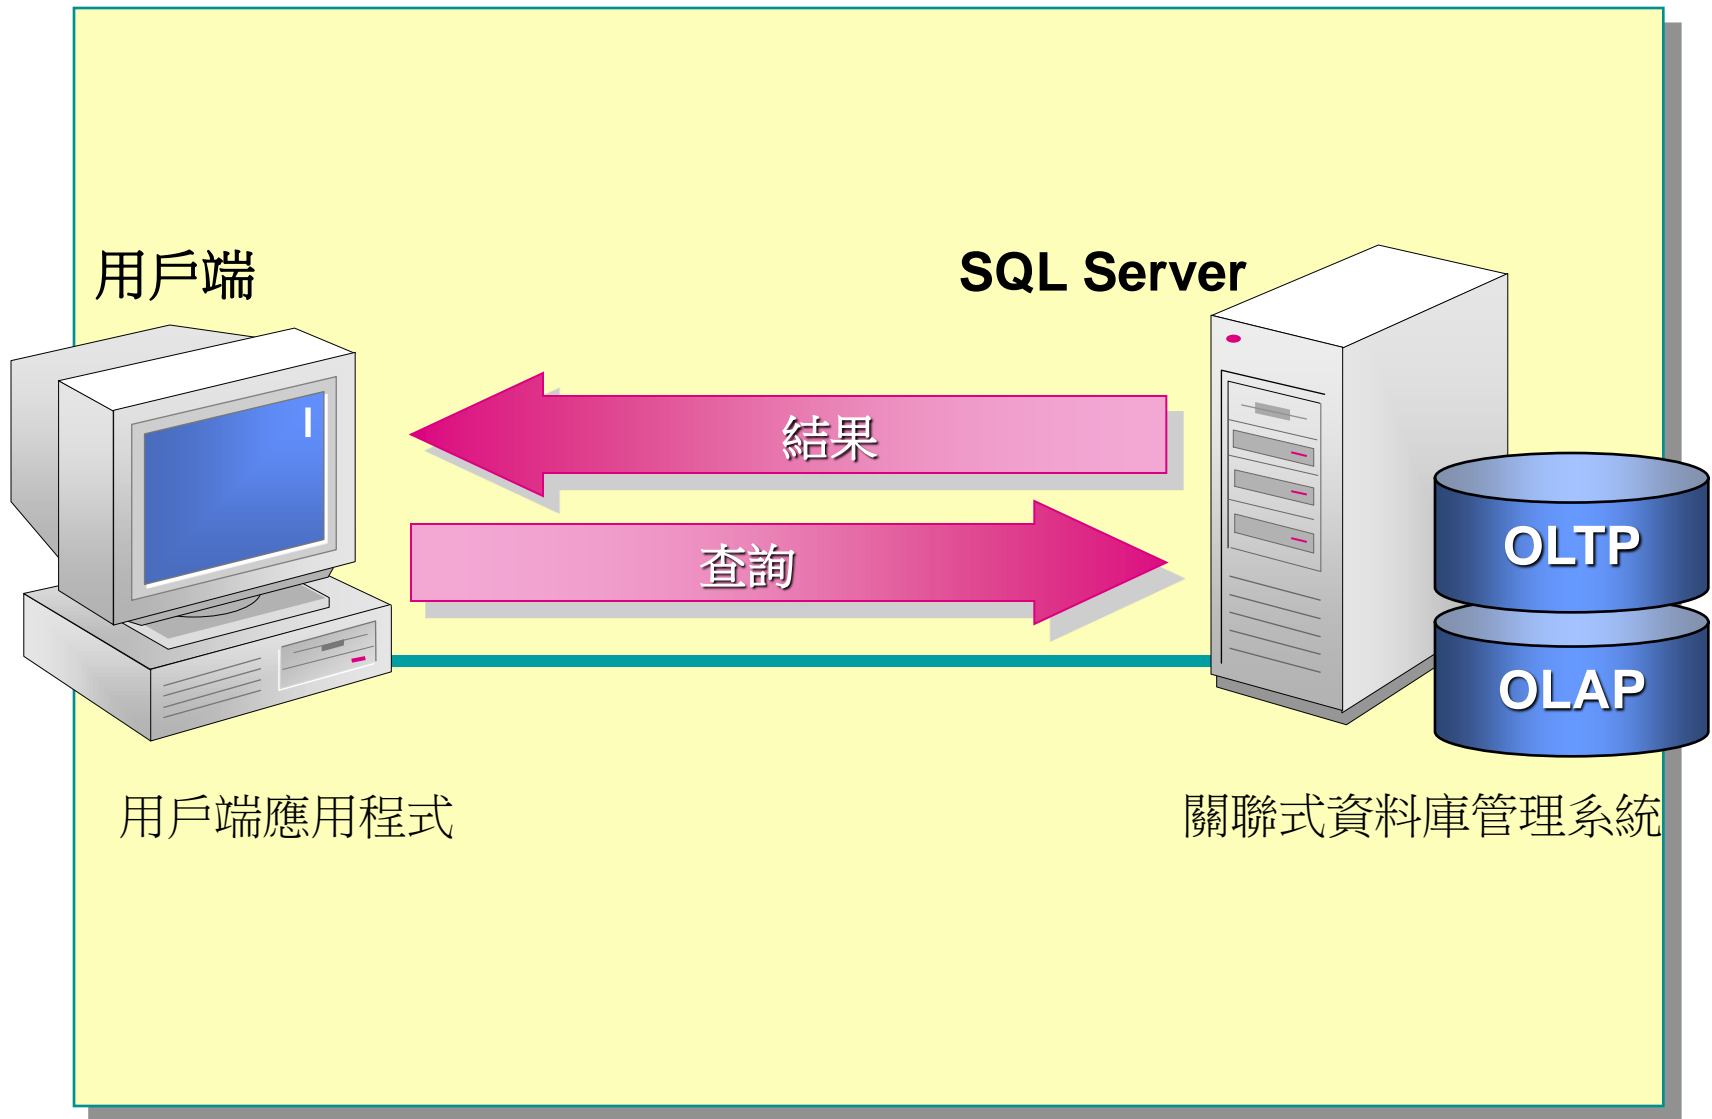 用戶端
SQL Server
結果
查詢
OLTP
OLAP
用戶端應用程式
關聯式資料庫管理系統